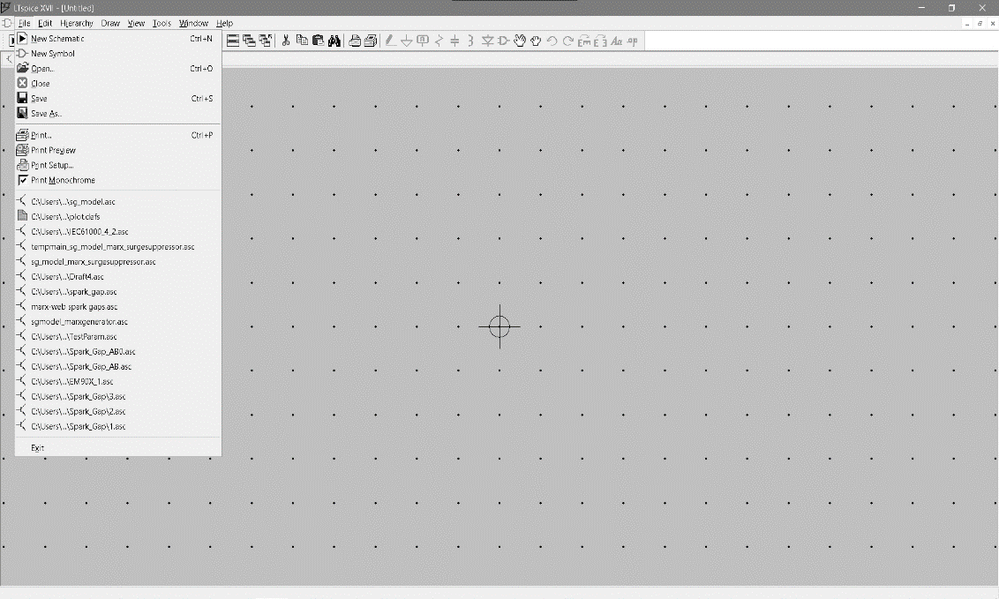 LTspice XVII - [Untitled]
File Edit Hierarchy Draw View Tools Window Help
New Schematic Ctrl+N
New Symbol
Open... Ctrl+O
Close
Save Ctrl+S
Save As...
Print... Ctrl+P
Print Preview
Print Setup...
Print Monochrome
C:\Users\...\sg_model.asc
C:\Users\...\plot.defs
C:\Users\...\IEC61000_4_2.asc
tempmain_sg_model_marx_surgesuppressor.asc
sg_model_marx_surgesuppressor.asc
C:\Users\...\Draft4.asc
C:\Users\...\spark_gap.asc
marx-web spark gaps.asc
sgmodel_marxgenerator.asc
C:\Users\...\TestParam.asc
C:\Users\...\Spark_Gap_AB0.asc
C:\Users\...\Spark_Gap_AB.asc
C:\Users\...\EM90X_1.asc
C:\Users\...\Spark_Gap\3.asc
C:\Users\...\Spark_Gap\2.asc
C:\Users\...\Spark_Gap\1.asc
Exit
Aa .op